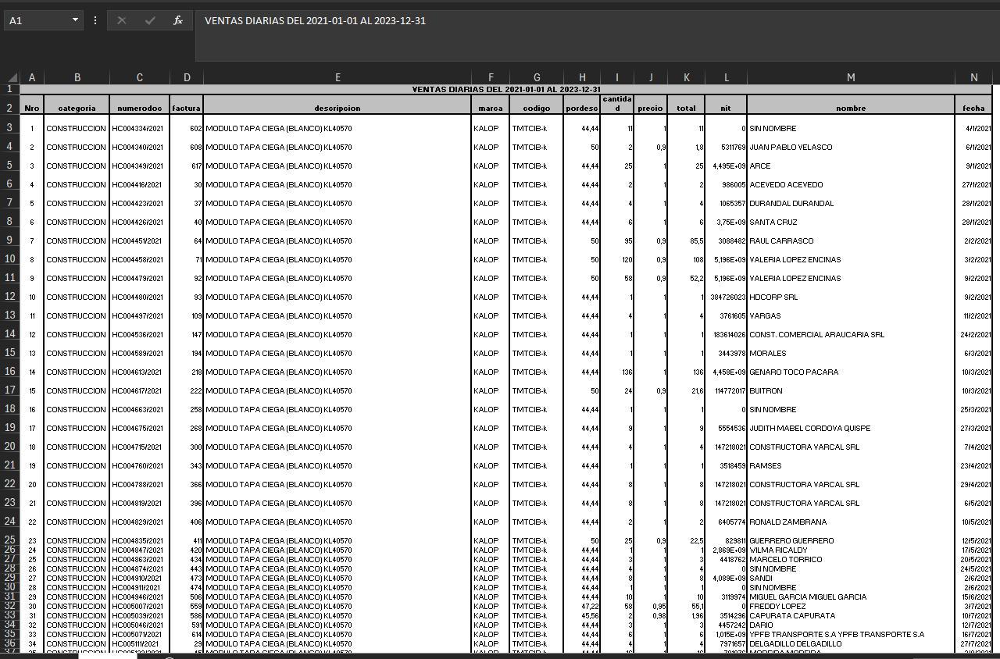 A1
fx
VENTAS DIARIAS DEL 2021-01-01 AL 2023-12-31
A B C D E F G H I J K L M N
1 VENTAS DIARIAS DEL 2021-01-01 AL 2023-12-31
2 Nro categoria numerodoc factura descripcion marca codigo pordesc cantidad precio total nit nombre fecha
3 1 CONSTRUCCION HC004334/2021 602 MODULO TAPA CIEGA (BLANCO) KL40570 KALOP TMTCIB-k 44,44 11 1 11 0 SIN NOMBRE 4/1/2021
4 2 CONSTRUCCION HC004340/2021 608 MODULO TAPA CIEGA (BLANCO) KL40570 KALOP TMTCIB-k 50 2 0,9 1,8 5311769 JUAN PABLO VELASCO 6/1/2021
5 3 CONSTRUCCION HC004349/2021 617 MODULO TAPA CIEGA (BLANCO) KL40570 KALOP TMTCIB-k 44,44 25 1 25 4,495E+09 ARCE 9/1/2021
6 4 CONSTRUCCION HC004416/2021 30 MODULO TAPA CIEGA (BLANCO) KL40570 KALOP TMTCIB-k 44,44 2 1 2 986005 ACEVEDO ACEVEDO 27/1/2021
7 5 CONSTRUCCION HC004423/2021 37 MODULO TAPA CIEGA (BLANCO) KL40570 KALOP TMTCIB-k 44,44 4 1 4 1065357 DURANDAL DURANDAL 28/1/2021
8 6 CONSTRUCCION HC004426/2021 40 MODULO TAPA CIEGA (BLANCO) KL40570 KALOP TMTCIB-k 44,44 6 1 6 3,75E+09 SANTA CRUZ 28/1/2021
9 7 CONSTRUCCION HC004451/2021 64 MODULO TAPA CIEGA (BLANCO) KL40570 KALOP TMTCIB-k 50 95 0,9 85,5 3088482 RAUL CARRASCO 2/2/2021
10 8 CONSTRUCCION HC004458/2021 71 MODULO TAPA CIEGA (BLANCO) KL40570 KALOP TMTCIB-k 50 120 0,9 108 5,196E+09 VALERIA LOPEZ ENCINAS 3/2/2021
11 9 CONSTRUCCION HC004479/2021 92 MODULO TAPA CIEGA (BLANCO) KL40570 KALOP TMTCIB-k 50 58 0,9 52,2 5,196E+09 VALERIA LOPEZ ENCINAS 9/2/2021
12 10 CONSTRUCCION HC004480/2021 93 MODULO TAPA CIEGA (BLANCO) KL40570 KALOP TMTCIB-k 44,44 1 1 1 384726023 HDCORP SRL 9/2/2021
13 11 CONSTRUCCION HC004497/2021 109 MODULO TAPA CIEGA (BLANCO) KL40570 KALOP TMTCIB-k 44,44 4 1 4 3761605 VARGAS 11/2/2021
14 12 CONSTRUCCION HC004536/2021 147 MODULO TAPA CIEGA (BLANCO) KL40570 KALOP TMTCIB-k 44,44 1 1 1 183614026 CONST. COMERCIAL ARAUCARIA SRL 24/2/2021
15 13 CONSTRUCCION HC004589/2021 194 MODULO TAPA CIEGA (BLANCO) KL40570 KALOP TMTCIB-k 44,44 1 1 1 3443978 MORALES 6/3/2021
16 14 CONSTRUCCION HC004613/2021 218 MODULO TAPA CIEGA (BLANCO) KL40570 KALOP TMTCIB-k 44,44 136 1 136 4,458E+09 GENARO TOCO PACARA 10/3/2021
17 15 CONSTRUCCION HC004617/2021 222 MODULO TAPA CIEGA (BLANCO) KL40570 KALOP TMTCIB-k 50 24 0,9 21,6 114772017 BUITRON 10/3/2021
18 16 CONSTRUCCION HC004663/2021 258 MODULO TAPA CIEGA (BLANCO) KL40570 KALOP TMTCIB-k 44,44 1 1 1 0 SIN NOMBRE 25/3/2021
19 17 CONSTRUCCION HC004675/2021 268 MODULO TAPA CIEGA (BLANCO) KL40570 KALOP TMTCIB-k 44,44 9 1 9 5554536 JUDITH MABEL CORDOVA QUISPE 27/3/2021
20 18 CONSTRUCCION HC004715/2021 300 MODULO TAPA CIEGA (BLANCO) KL40570 KALOP TMTCIB-k 44,44 4 1 4 147218021 CONSTRUCTORA VARCAL SRL 7/4/2021
21 19 CONSTRUCCION HC004760/2021 343 MODULO TAPA CIEGA (BLANCO) KL40570 KALOP TMTCIB-k 44,44 1 1 1 3518459 RAMSES 23/4/2021
22 20 CONSTRUCCION HC004788/2021 366 MODULO TAPA CIEGA (BLANCO) KL40570 KALOP TMTCIB-k 44,44 8 1 8 147218021 CONSTRUCTORA VARCAL SRL 29/4/2021
23 21 CONSTRUCCION HC004819/2021 396 MODULO TAPA CIEGA (BLANCO) KL40570 KALOP TMTCIB-k 44,44 8 1 8 147218021 CONSTRUCTORA VARCAL SRL 6/5/2021
24 22 CONSTRUCCION HC004829/2021 406 MODULO TAPA CIEGA (BLANCO) KL40570 KALOP TMTCIB-k 44,44 2 1 2 6405774 RONALD ZAMBRANA 10/5/2021
25 23 CONSTRUCCION HC004835/2021 411 MODULO TAPA CIEGA (BLANCO) KL40570 KALOP TMTCIB-k 50 25 0,9 22,5 829811 GUERRERO GUERRERO 12/5/2021
26 24 CONSTRUCCION HC004847/2021 420 MODULO TAPA CIEGA (BLANCO) KL40570 KALOP TMTCIB-k 44,44 1 1 1 2,869E+09 WILMA RICALDY 17/5/2021
27 25 CONSTRUCCION HC004863/2021 434 MODULO TAPA CIEGA (BLANCO) KL40570 KALOP TMTCIB-k 44,44 3 1 3 4418762 MARCELO TORRICO 20/5/2021
28 26 CONSTRUCCION HC004874/2021 443 MODULO TAPA CIEGA (BLANCO) KL40570 KALOP TMTCIB-k 44,44 4 1 4 0 SIN NOMBRE 24/5/2021
29 27 CONSTRUCCION HC004910/2021 473 MODULO TAPA CIEGA (BLANCO) KL40570 KALOP TMTCIB-k 44,44 8 1 8 4,089E+09 SANDI 2/6/2021
30 28 CONSTRUCCION HC004911/2021 474 MODULO TAPA CIEGA (BLANCO) KL40570 KALOP TMTCIB-k 44,44 1 1 1 0 SIN NOMBRE 2/6/2021
31 29 CONSTRUCCION HC004946/2021 506 MODULO TAPA CIEGA (BLANCO) KL40570 KALOP TMTCIB-k 44,44 10 1 10 3119974 MIGUEL GARCIA MIGUEL GARCIA 15/6/2021
32 30 CONSTRUCCION HC005007/2021 559 MODULO TAPA CIEGA (BLANCO) KL40570 KALOP TMTCIB-k 47,22 58 0,95 55,1 0 FREDDY LOPEZ 3/7/2021
33 31 CONSTRUCCION HC005039/2021 586 MODULO TAPA CIEGA (BLANCO) KL40570 KALOP TMTCIB-k 45,56 2 0,98 1,96 3514296 CAPURATA CAPURATA 10/7/2021
34 32 CONSTRUCCION HC005046/2021 591 MODULO TAPA CIEGA (BLANCO) KL40570 KALOP TMTCIB-k 44,44 3 1 3 4457242 DARIO 12/7/2021
35 33 CONSTRUCCION HC005071/2021 614 MODULO TAPA CIEGA (BLANCO) KL40570 KALOP TMTCIB-k 44,44 6 1 6 1,015E+09 YPFB TRANSPORTE S.A YPFB TRANSPORTE S.A 16/7/2021
36 34 CONSTRUCCION HC005111/2021 29 MODULO TAPA CIEGA (BLANCO) KL40570 KALOP TMTCIB-k 44,44 4 1 4 7971657 DELGADILLO DELGADILLO 27/7/2021